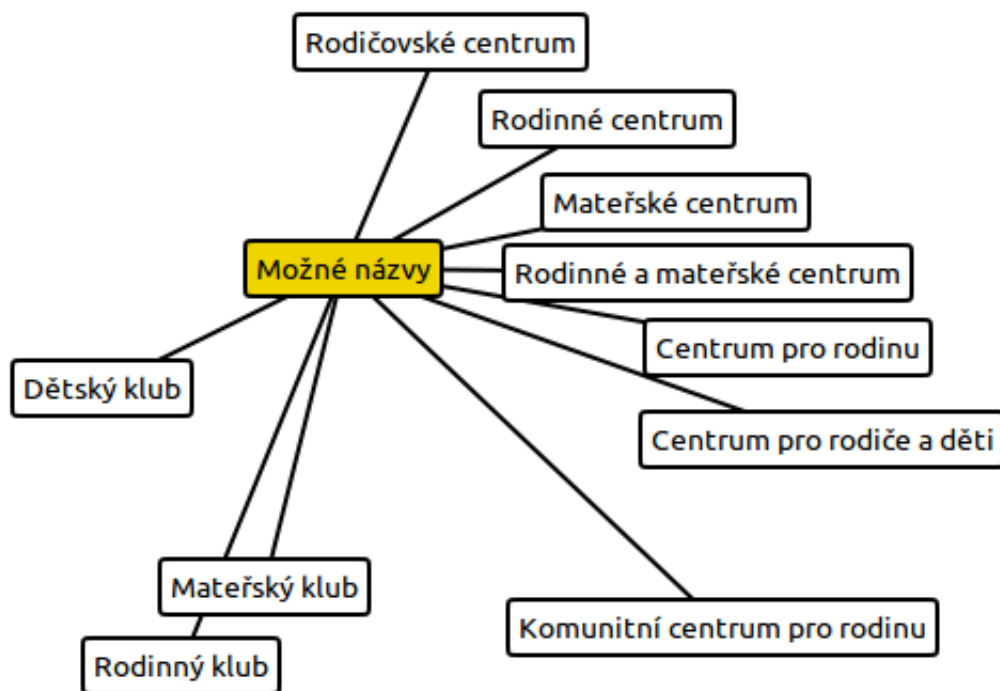 Rodičovské centrum
Rodinné centrum
Mateřské centrum
Možné názvy
Rodinné a mateřské centrum
Centrum pro rodinu
Dětský klub
Centrum pro rodiče a děti
Mateřský klub
Komunitní centrum pro rodinu
Rodinný klub